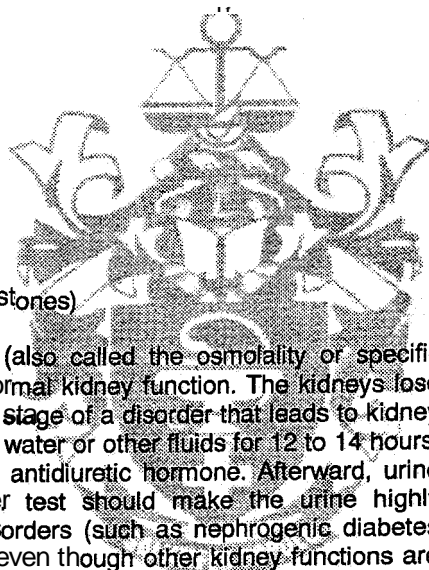 stones)
(also called the osmolality or specifi
ormal kidney function. The kidneys lose
stage of a disorder that leads to kidney
water or other fluids for 12 to 14 hours
antidiuretic hormone. Afterward, urine
er test should make the urine highly
orders (such as nephrogenic diabetes
even though other kidney functions are